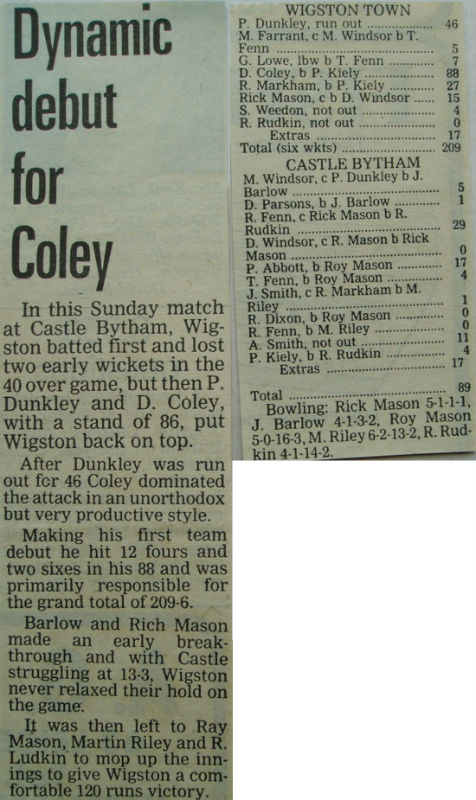 Dynamic
debut
for
Coley
In this Sunday match
at Castle Bytham, Wig-
ston batted first and lost
two early wickets in the
40 over game, but then P.
Dunkley and D. Coley,
with a stand of 86, put
Wigston back on top.
After Dunkley was run
out for 46 Coley dominated
the attack in an unorthodox
but very productive style.
Making his first team
debut he hit 12 fours and
two sixes in his 88 and was
primarily responsible for
the grand total of 209-6.
Barlow and Rich Mason
made an early break-
through and with Castle
struggling at 13-3, Wigston
never relaxed their hold on
the game.
It was then left to Ray
Mason, Martin Riley and R.
Ludkin to mop up the inn-
ings to give Wigston a com-
fortable 120 runs victory.
WIGSTON TOWN
P. Dunkley, run out .................. 46
M. Farrant, c M. Windsor b T.
Fenn .................. 5
G. Lowe, lbw b T. Fenn .......... 7
D. Coley, b P. Kiely .................. 88
R. Markham, b P. Kiely ............ 27
Rick Mason, c b D. Windsor ...... 15
S. Weedon, not out .................. 4
R. Rudkin, not out .................. 0
Extras .................. 17
Total (six wkts) .................. 209
CASTLE BYTHAM
M. Windsor, c P. Dunkley b J.
Barlow .................. 5
D. Parsons, b J. Barlow ............ 1
R. Fenn, c Rick Mason b R.
Rudkin .................. 29
D. Windsor, c R. Mason b Rick
Mason .................. 0
P. Abbott, b Roy Mason ............ 17
T. Fenn, b Roy Mason ............ 4
J. Smith, c R. Markham b M.
Riley .................. 1
R. Dixon, b Roy Mason ............ 0
R. Fenn, b M. Riley .................. 0
A. Smith, not out .................. 11
P. Kiely, b R. Rudkin ............ 4
Extras .................. 17
Total .................. 89
Bowling: Rick Mason 5-1-1-1,
J. Barlow 4-1-3-2, Roy Mason
5-0-16-3, M. Riley 6-2-13-2, R. Rud-
kin 4-1-14-2.